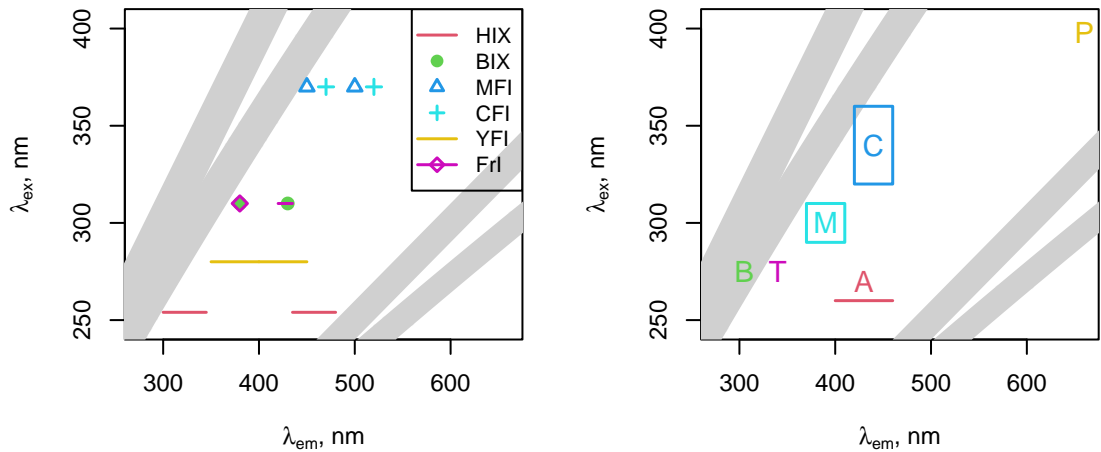 400
350
300
250
λex, nm
300 400 500 600
λem, nm
HIX
BIX
MFI
CFI
YFI
FrI
400
350
300
250
λex, nm
P
C
M
B T A
300 400 500 600
λem, nm